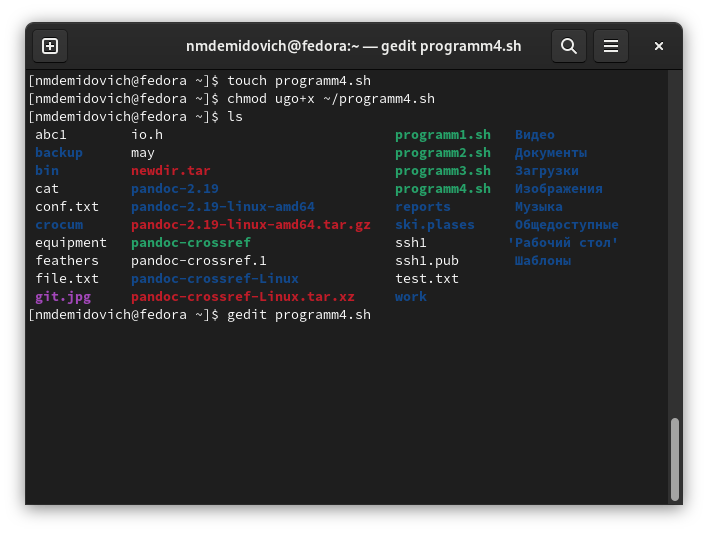 nmdemidovich@fedora:~ — gedit programm4.sh
[nmdemidovich@fedora ~]$ touch programm4.sh
[nmdemidovich@fedora ~]$ chmod ugo+x ~/programm4.sh
[nmdemidovich@fedora ~]$ ls
abc1 io.h programm1.sh Видео
backup may programm2.sh Документы
bin newdir.tar programm3.sh Загрузки
cat pandoc-2.19 programm4.sh Изображения
conf.txt pandoc-2.19-linux-amd64 reports Музыка
crocum pandoc-2.19-linux-amd64.tar.gz ski.plases Общедоступные
equipment pandoc-crossref ssh1 'Рабочий стол'
feathers pandoc-crossref.1 ssh1.pub Шаблоны
file.txt pandoc-crossref-Linux test.txt
git.jpg pandoc-crossref-Linux.tar.xz work
[nmdemidovich@fedora ~]$ gedit programm4.sh